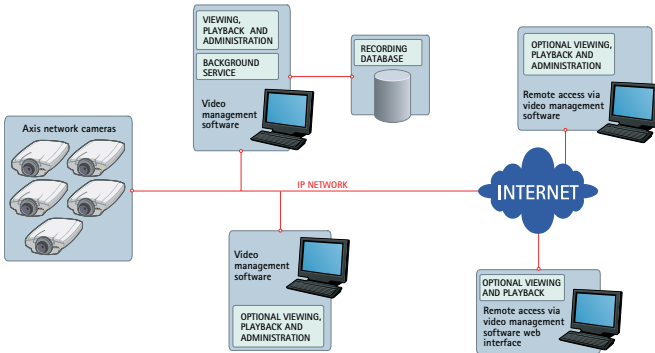 VIEWING,
PLAYBACK AND
ADMINISTRATION
BACKGROUND
SERVICE
Video
management
software
RECORDING
DATABASE
OPTIONAL VIEWING,
PLAYBACK AND
ADMINISTRATION
Remote access via
video management
software
Axis network cameras
IP NETWORK
INTERNET
Video
management
software
OPTIONAL VIEWING,
PLAYBACK AND
ADMINISTRATION
OPTIONAL VIEWING
AND PLAYBACK
Remote access via
video management
software web
interface